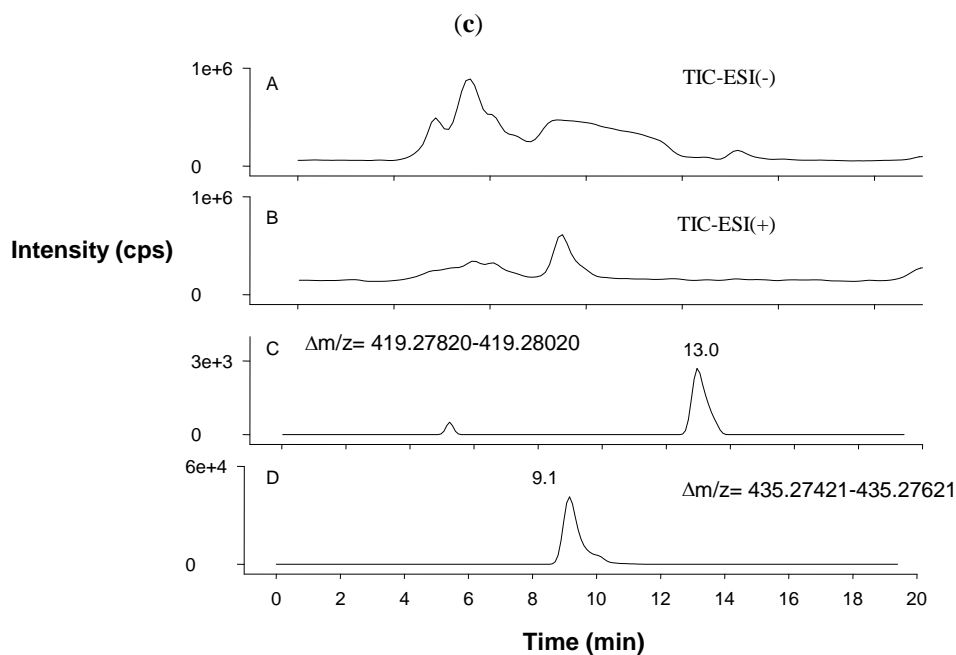 (c)
1e+6
A
TIC-ESI(-)
0
1e+6
B
TIC-ESI(+)
Intensity (cps)
0
C
Δm/z= 419.27820-419.28020
3e+3
13.0
0
6e+4
D
9.1
Δm/z= 435.27421-435.27621
0
0 2 4 6 8 10 12 14 16 18 20
Time (min)